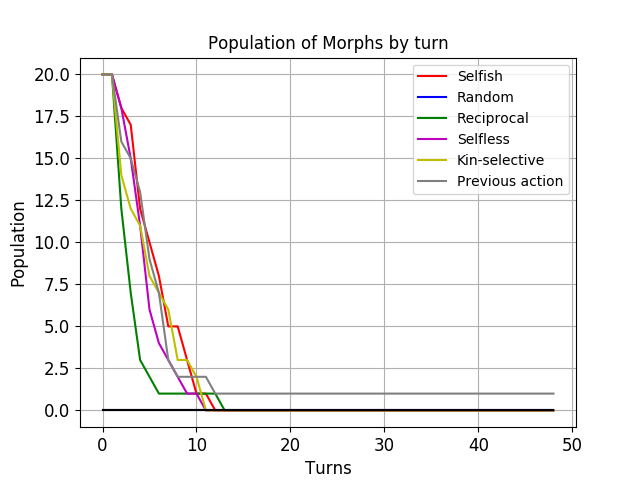 Population of Morphs by turn
Selfish
Random
Reciprocal
Selfless
Kin-selective
Previous action
20.0
17.5
15.0
12.5
10.0
7.5
5.0
2.5
0.0
Population
0 10 20 30 40 50
Turns